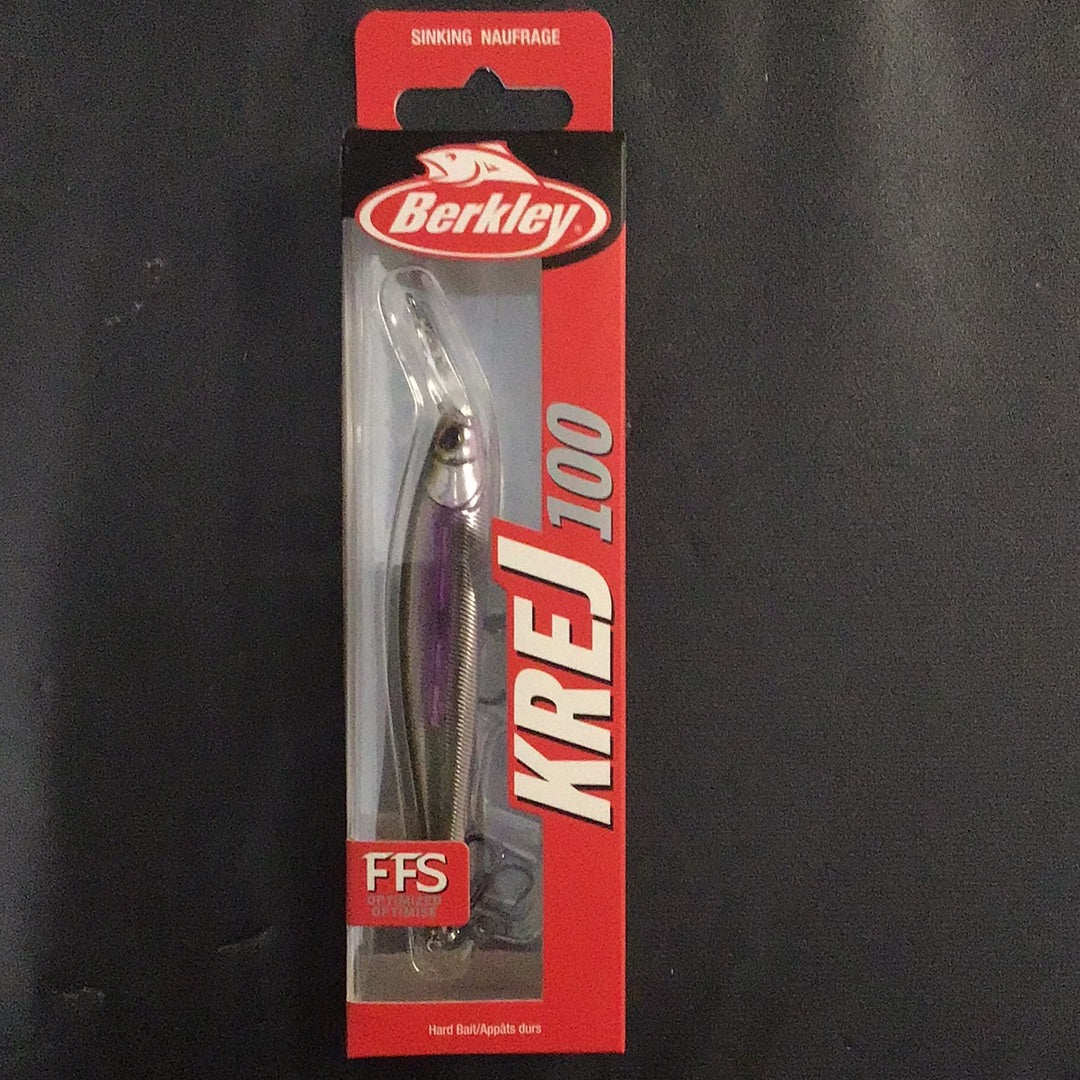 SINKING NAUFRAGE
Berkley
KREJ 100
FFS
OPTIMIZED
OPTIMISÉ
Hard Bait/Appâts durs